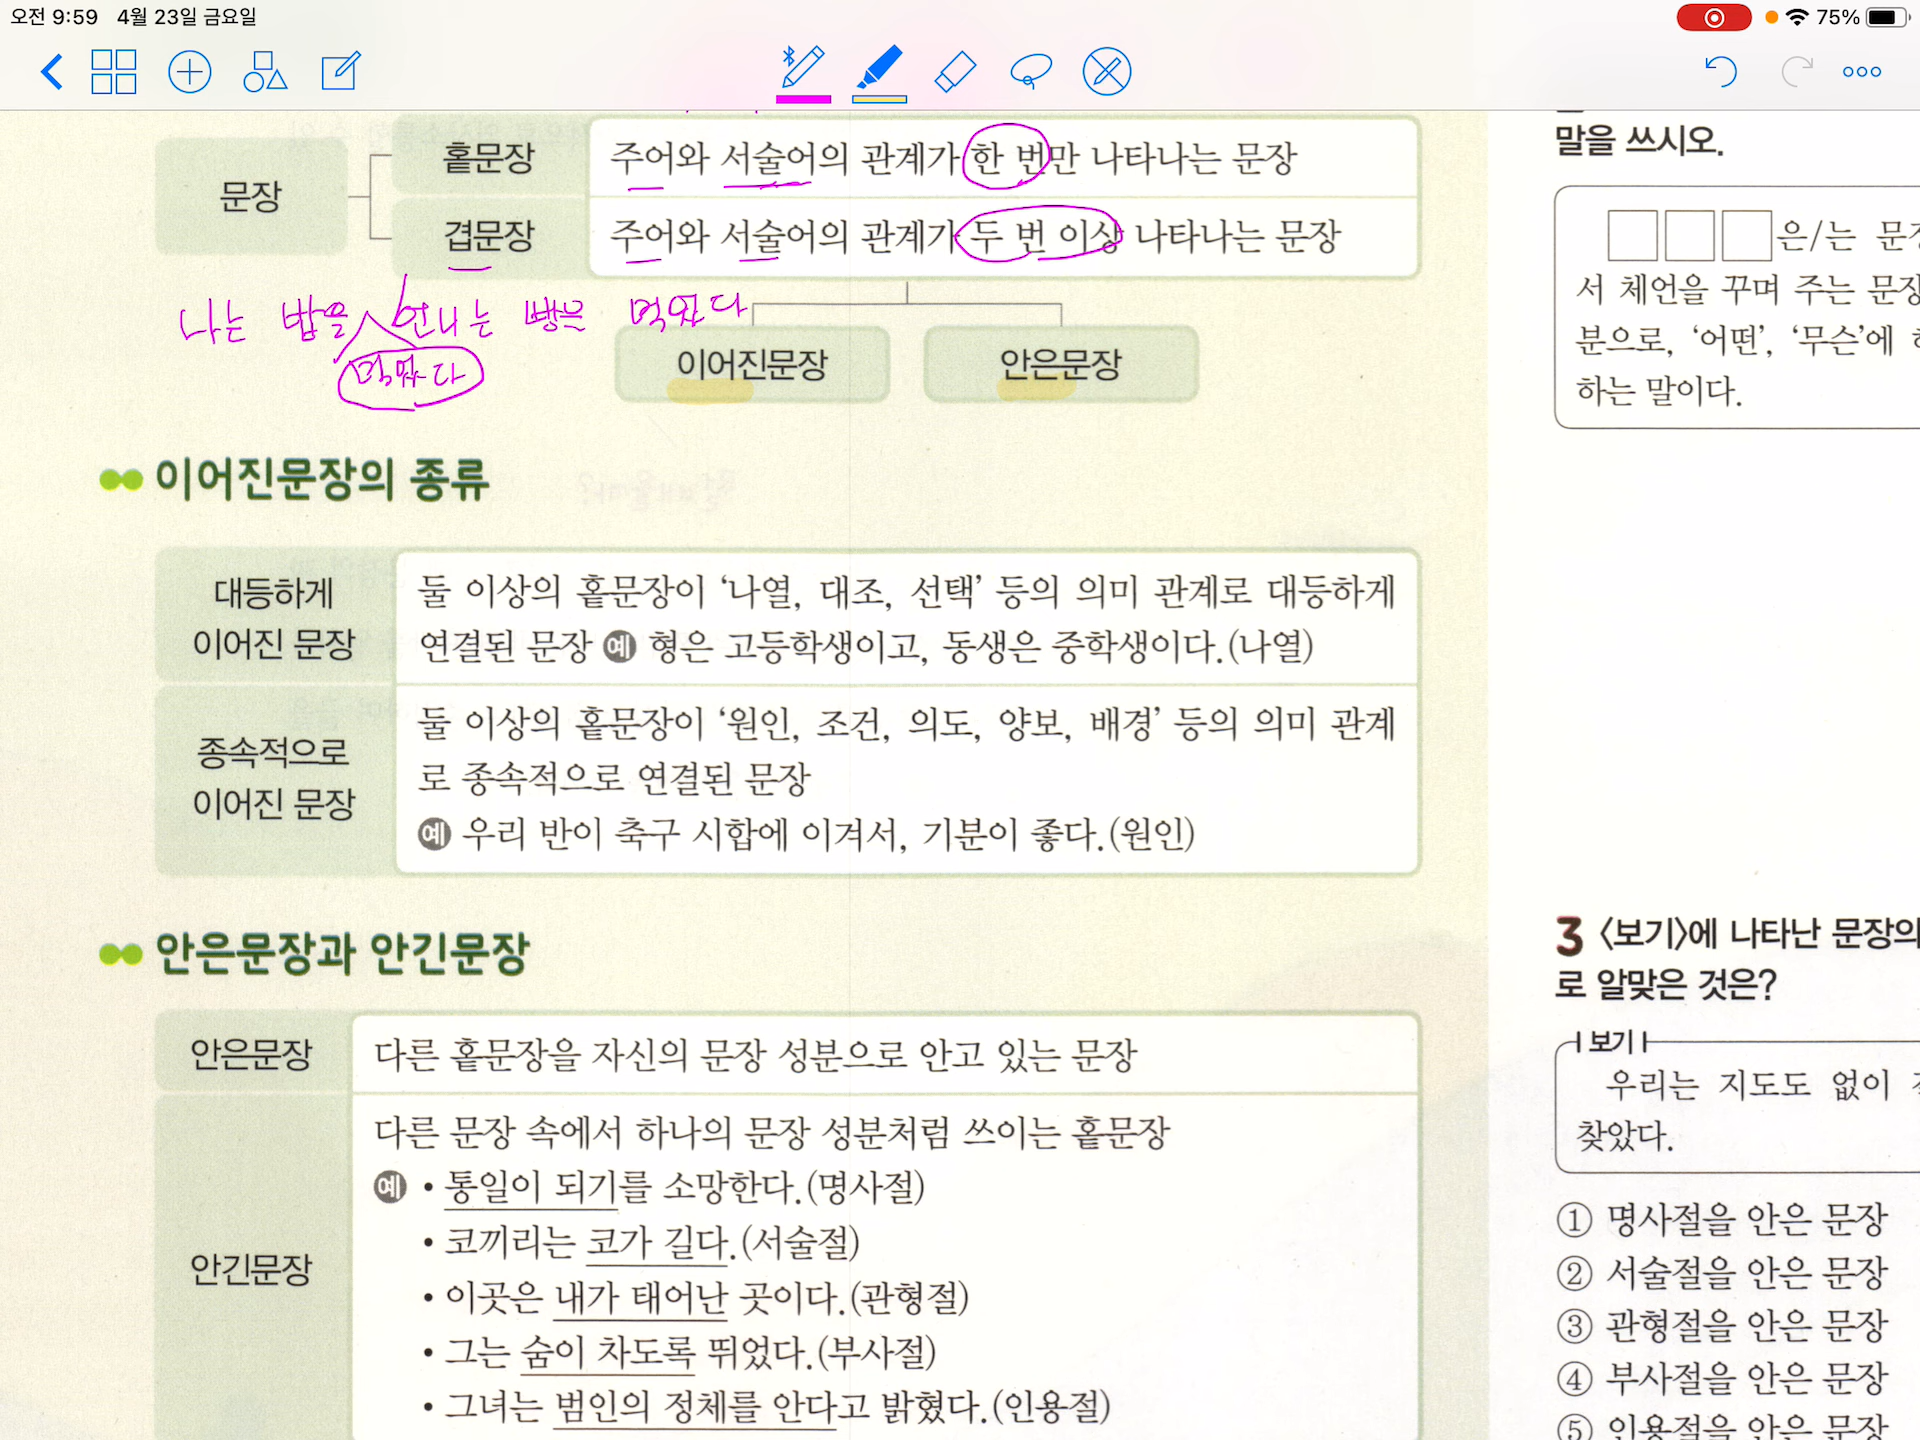 오전 9:59 4월 23일 금요일 75%
문장
홑문장 주어와 서술어의 관계가 한 번만 나타나는 문장
겹문장 주어와 서술어의 관계가 두 번 이상 나타나는 문장
나는 밥을 언니는 빵을 먹었다
먹었다
이어진문장 안은문장
이어진문장의 종류
대등하게
이어진 문장
둘 이상의 홑문장이 ‘나열, 대조, 선택’ 등의 의미 관계로 대등하게
연결된 문장 예 형은 고등학생이고, 동생은 중학생이다.(나열)
종속적으로
이어진 문장
둘 이상의 홑문장이 ‘원인, 조건, 의도, 양보, 배경’ 등의 의미 관계
로 종속적으로 연결된 문장
예 우리 반이 축구 시합에 이겨서, 기분이 좋다.(원인)
안은문장과 안긴문장
안은문장 다른 홑문장을 자신의 문장 성분으로 안고 있는 문장
안긴문장
다른 문장 속에서 하나의 문장 성분처럼 쓰이는 홑문장
예 • 통일이 되기를 소망한다.(명사절)
• 코끼리는 코가 길다.(서술절)
• 이곳은 내가 태어난 곳이다.(관형절)
• 그는 숨이 차도록 뛰었다.(부사절)
• 그녀는 범인의 정체를 안다고 밝혔다.(인용절)
말을 쓰시오.
□□□은/는 문장
서 체언을 꾸며 주는 문장
분으로, ‘어떤’, ‘무슨’에
하는 말이다.
3 〈보기〉에 나타난 문장의
로 알맞은 것은?
보기
우리는 지도도 없이
찾았다.
① 명사절을 안은 문장
② 서술절을 안은 문장
③ 관형절을 안은 문장
④ 부사절을 안은 문장
⑤ 인용절을 안은 문장